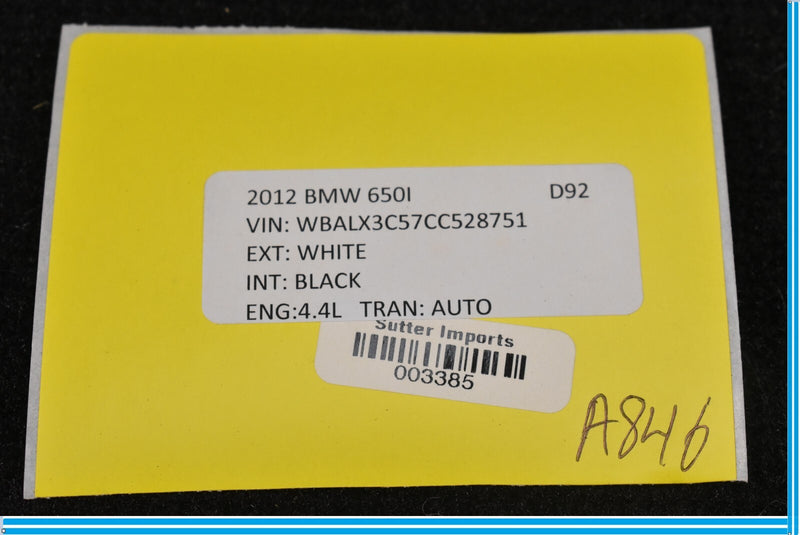 2012 BMW 650I D92
VIN: WBALX3C57CC528751
EXT: WHITE
INT: BLACK
ENG:4.4L TRAN: AUTO
Sutter Imports
003385
A846